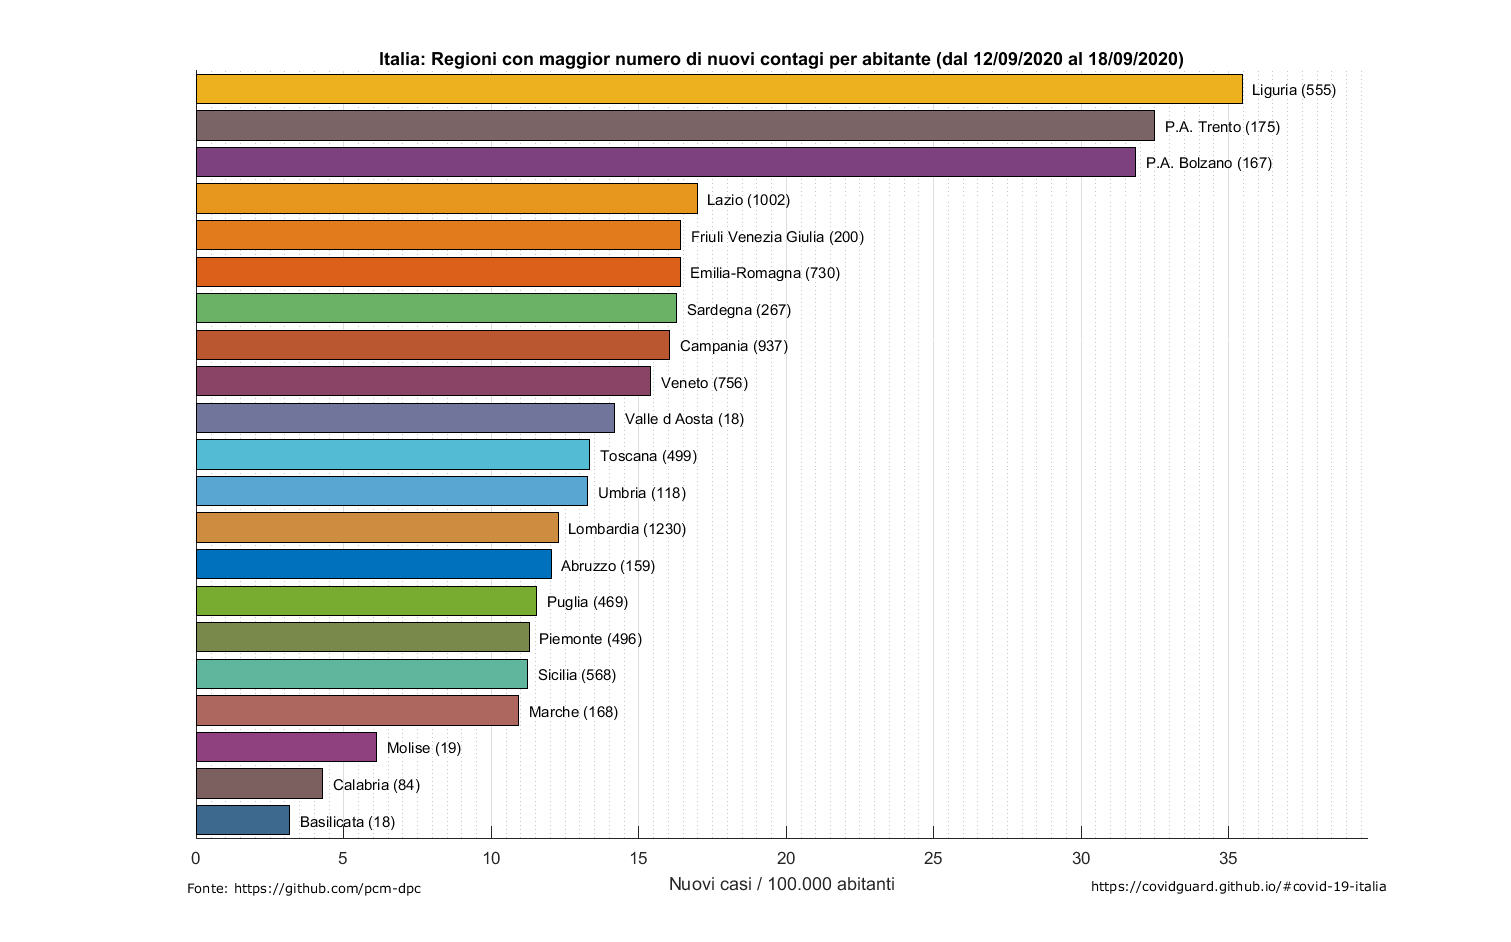 Italia: Regioni con maggior numero di nuovi contagi per abitante (dal 12/09/2020 al 18/09/2020)
Liguria (555)
P.A. Trento (175)
P.A. Bolzano (167)
Lazio (1002)
Friuli Venezia Giulia (200)
Emilia-Romagna (730)
Sardegna (267)
Campania (937)
Veneto (756)
Valle d Aosta (18)
Toscana (499)
Umbria (118)
Lombardia (1230)
Abruzzo (159)
Puglia (469)
Piemonte (496)
Sicilia (568)
Marche (168)
Molise (19)
Calabria (84)
Basilicata (18)
0 5 10 15 20 25 30 35
Nuovi casi / 100.000 abitanti
Fonte: https://github.com/pcm-dpc
https://covidguard.github.io/#covid-19-italia